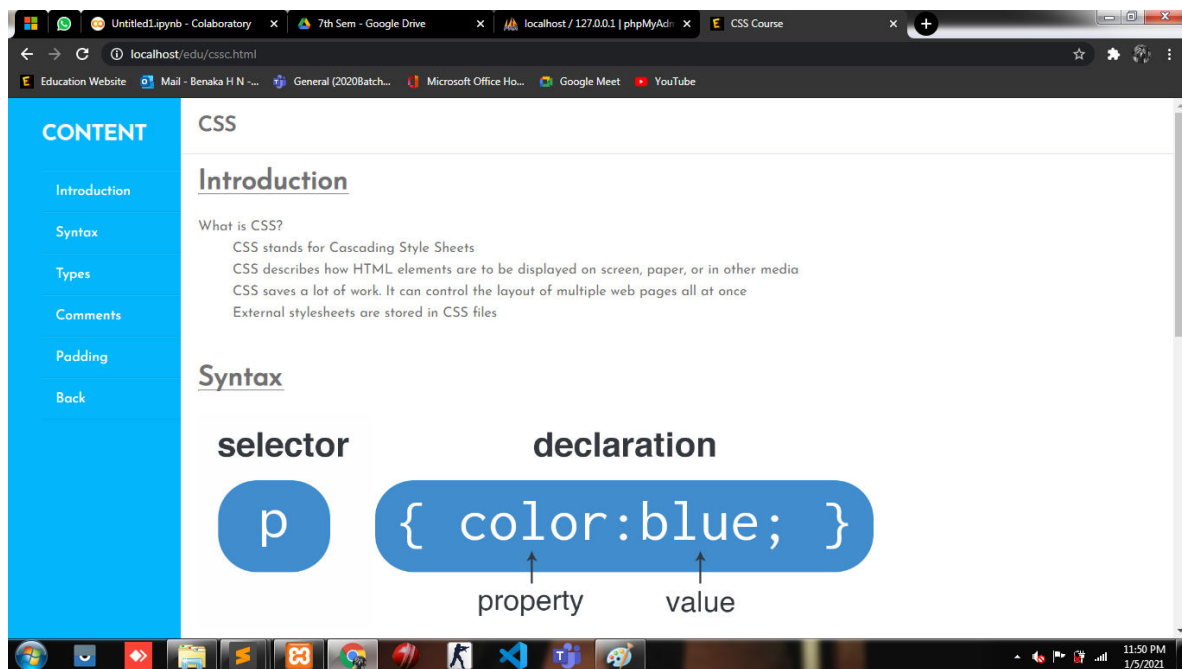 Untitled1.ipynb - Colaboratory
7th Sem - Google Drive
localhost / 127.0.0.1 | phpMyAdm
CSS Course
localhost/edu/cssc.html
Education Website
Mail - Benaka H N -...
General (2020Batch...
Microsoft Office Ho...
Google Meet
YouTube
CONTENT
Introduction
Syntax
Types
Comments
Padding
Back
CSS
Introduction
What is CSS?
CSS stands for Cascading Style Sheets
CSS describes how HTML elements are to be displayed on screen, paper, or in other media
CSS saves a lot of work. It can control the layout of multiple web pages all at once
External stylesheets are stored in CSS files
Syntax
selector declaration
p { color:blue; }
property value
11:50 PM
1/5/2021